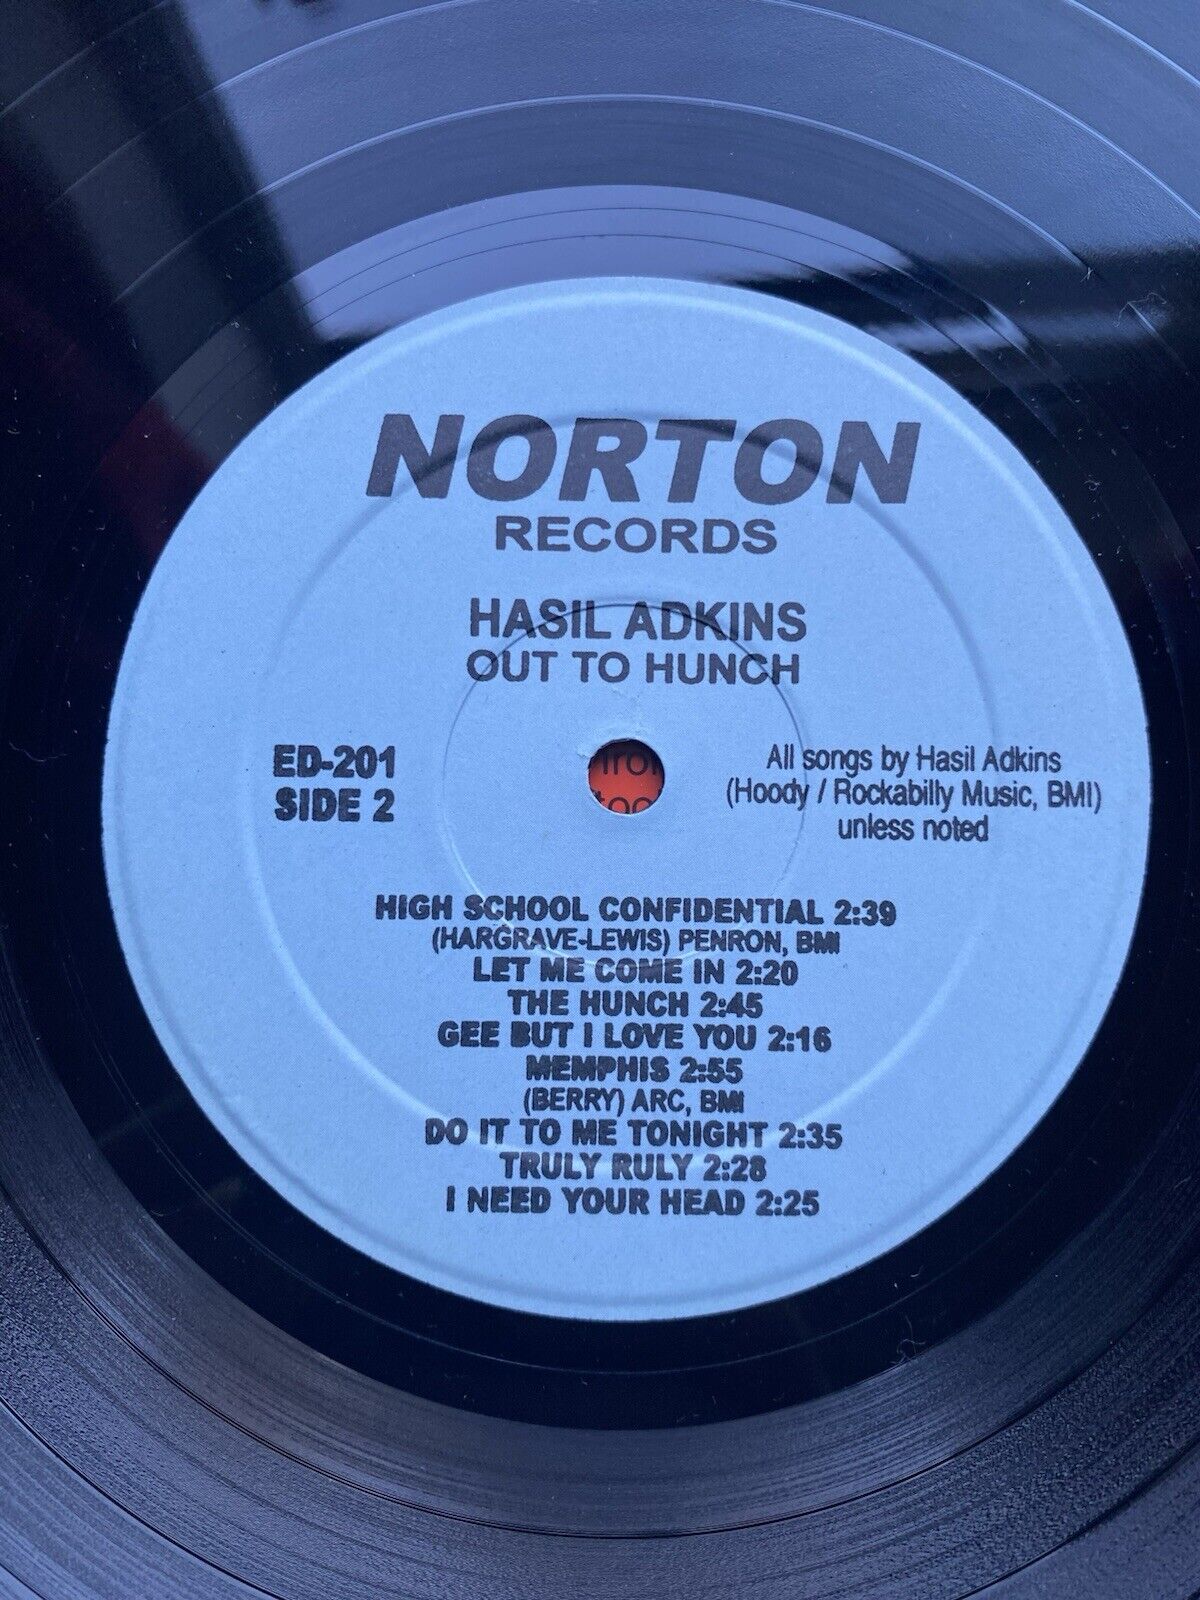 NORTON
RECORDS
HASIL ADKINS
OUT TO HUNCH
ED-201
SIDE 2
All songs by Hasil Adkins
(Hoody / Rockabilly Music, BMI)
unless noted
HIGH SCHOOL CONFIDENTIAL 2:39
(HARGRAVE-LEWIS) PENRON, BMI
LET ME COME IN 2:20
THE HUNCH 2:45
GEE BUT I LOVE YOU 2:16
MEMPHIS 2:55
(BERRY) ARC, BMI
DO IT TO ME TONIGHT 2:35
TRULY RULY 2:28
I NEED YOUR HEAD 2:25